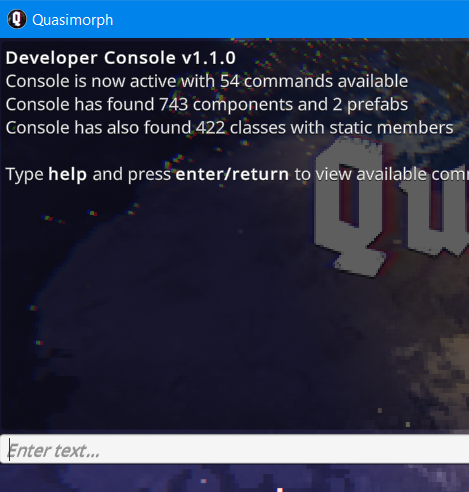 Quasimorph
Developer Console v1.1.0
Console is now active with 54 commands available
Console has found 743 components and 2 prefabs
Console has also found 422 classes with static members
Type help and press enter/return to view available com
Qu
Enter text...